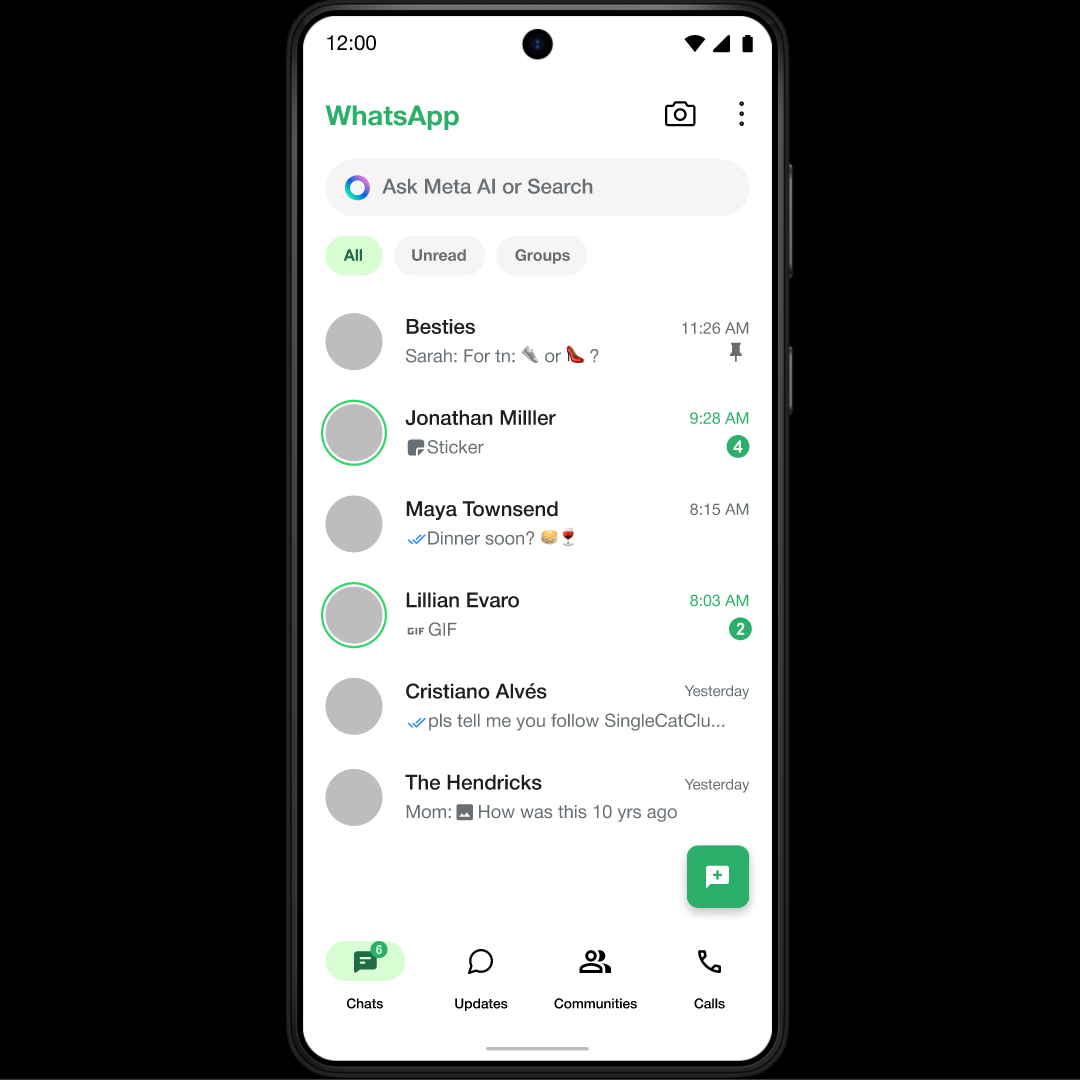 12:00
WhatsApp
Ask Meta AI or Search
All Unread Groups
Besties 11:26 AM
Sarah: For tn: 👟 or 👠 ?
Jonathan Milller 9:28 AM
Sticker 4
Maya Townsend 8:15 AM
Dinner soon? 🍔🍷
Lillian Evaro 8:03 AM
GIF GIF 2
Cristiano Alvés Yesterday
pls tell me you follow SingleCatClu...
The Hendricks Yesterday
Mom: How was this 10 yrs ago
6
Chats Updates Communities Calls